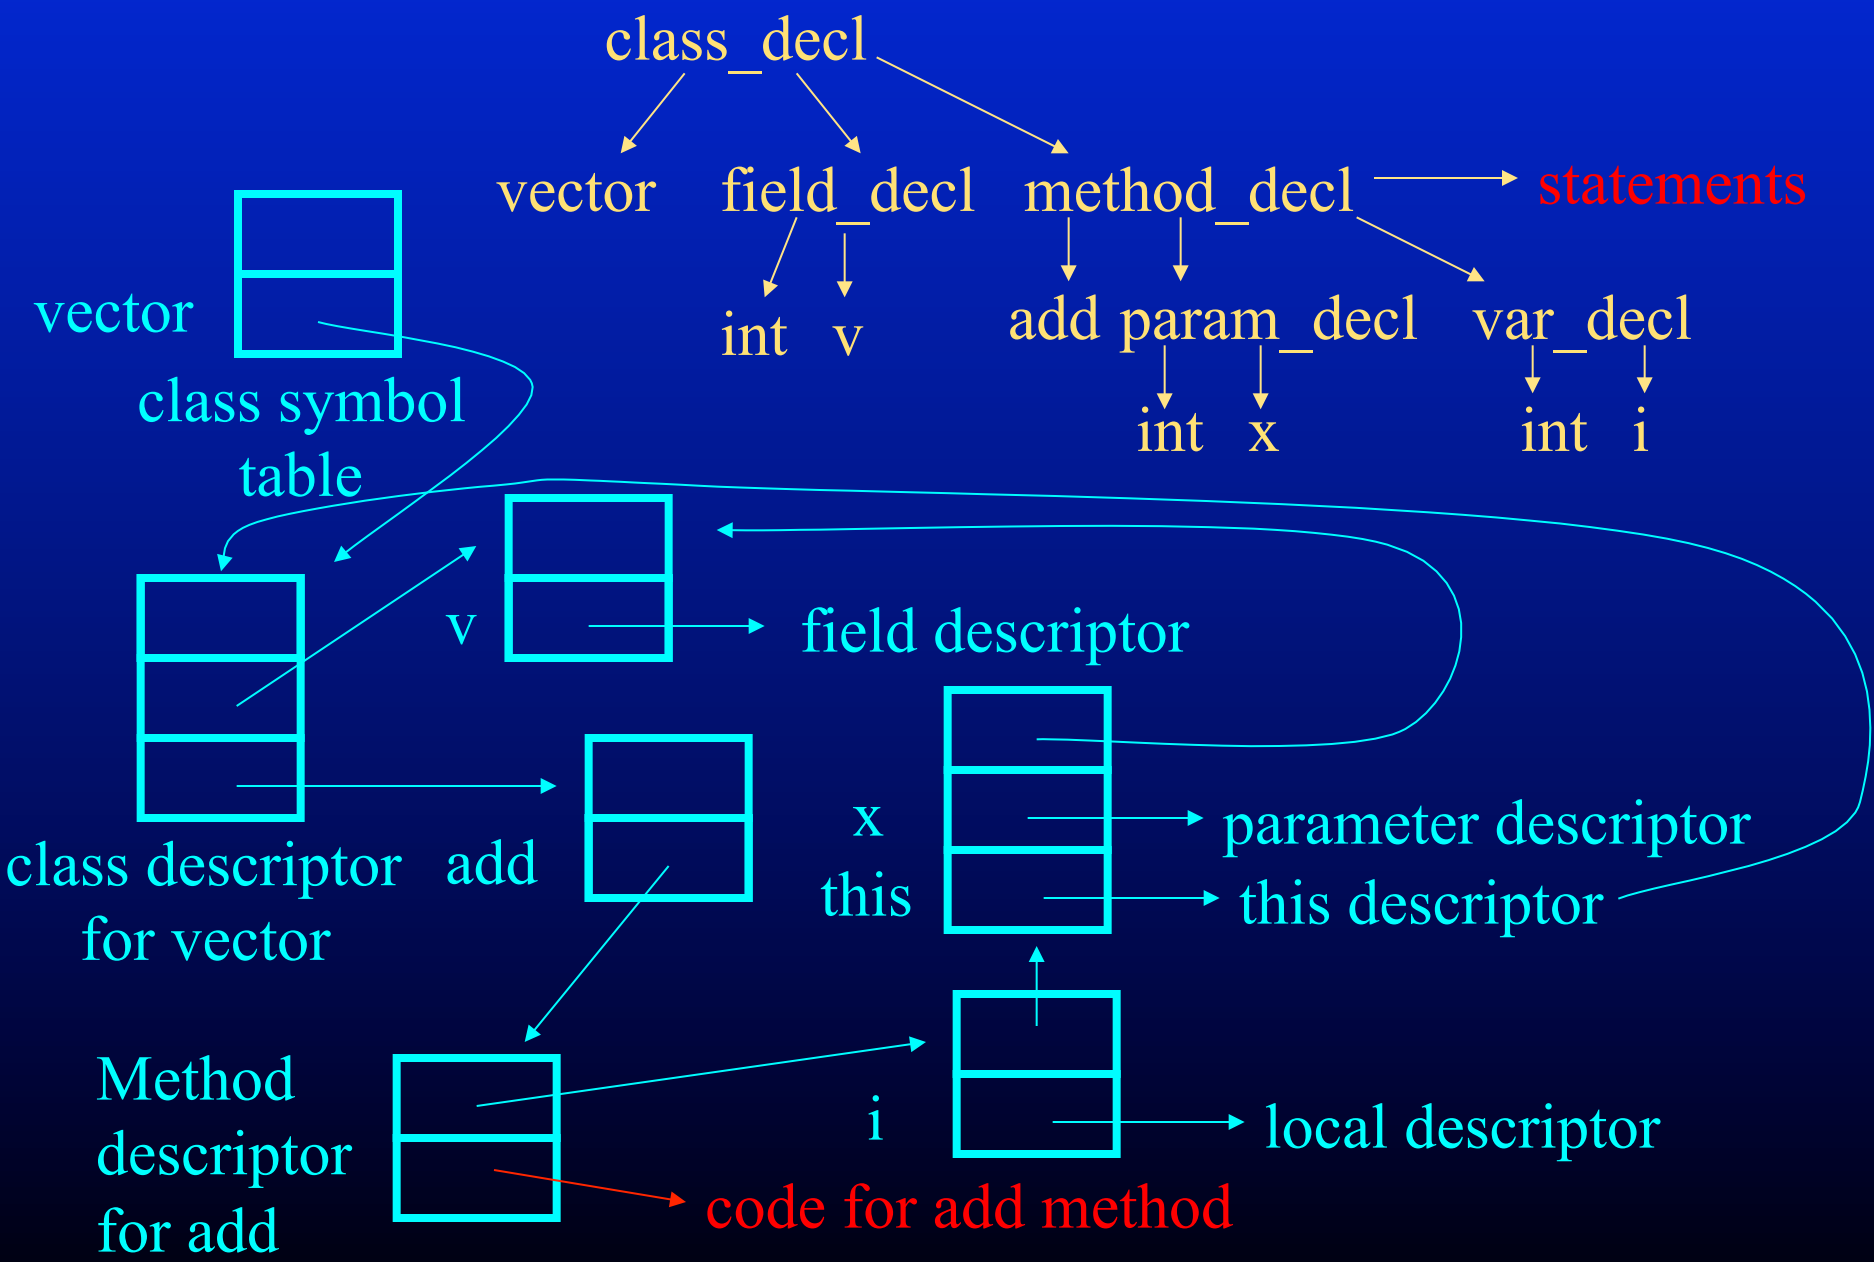 class_decl
vector field_decl method_decl statements
vector
int v add param_decl var_decl
int x int i
class symbol
table
v
field descriptor
x parameter descriptor
class descriptor
for vector
add
this this descriptor
Method
descriptor
for add
i local descriptor
code for add method